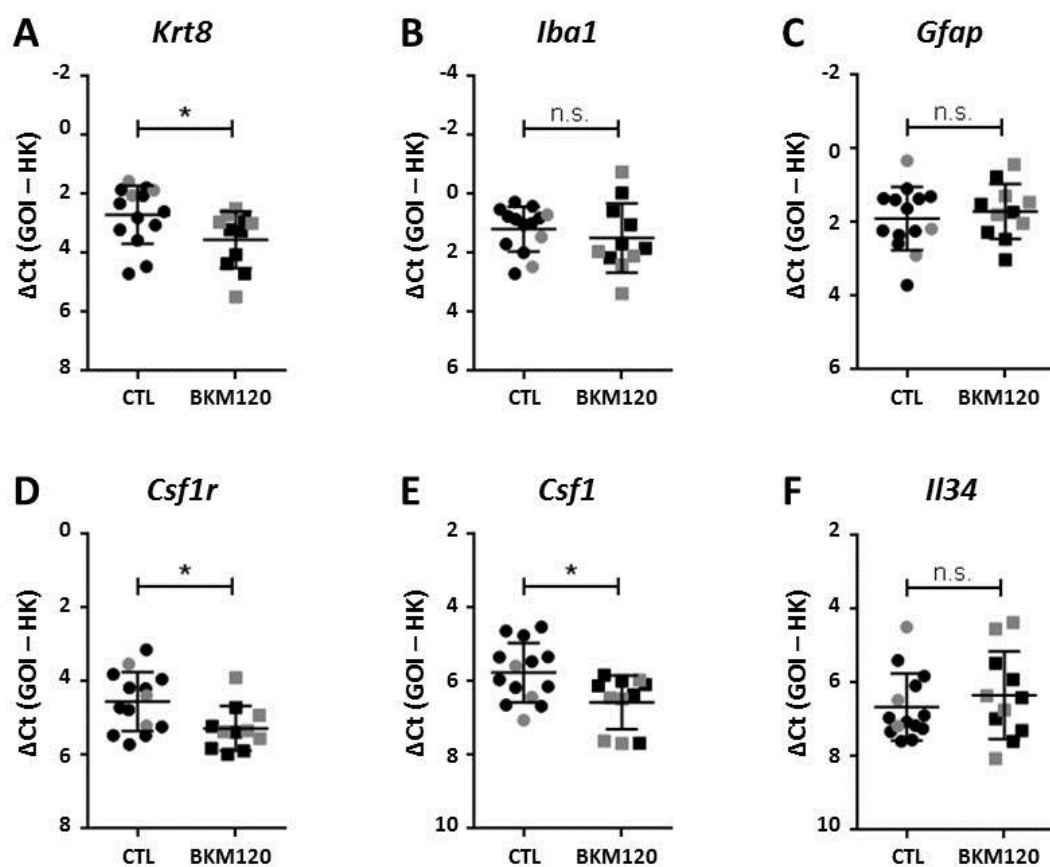 A Krt8
ΔCt (GOI – HK)
-2
0
2
4
6
8
*
CTL BKM120
B Iba1
ΔCt (GOI – HK)
-4
-2
0
2
4
6
n.s.
CTL BKM120
C Gfap
ΔCt (GOI – HK)
-2
0
2
4
6
n.s.
CTL BKM120
D Csf1r
ΔCt (GOI – HK)
0
2
4
6
8
*
CTL BKM120
E Csf1
ΔCt (GOI – HK)
2
4
6
8
10
*
CTL BKM120
F Il34
ΔCt (GOI – HK)
2
4
6
8
10
n.s.
CTL BKM120